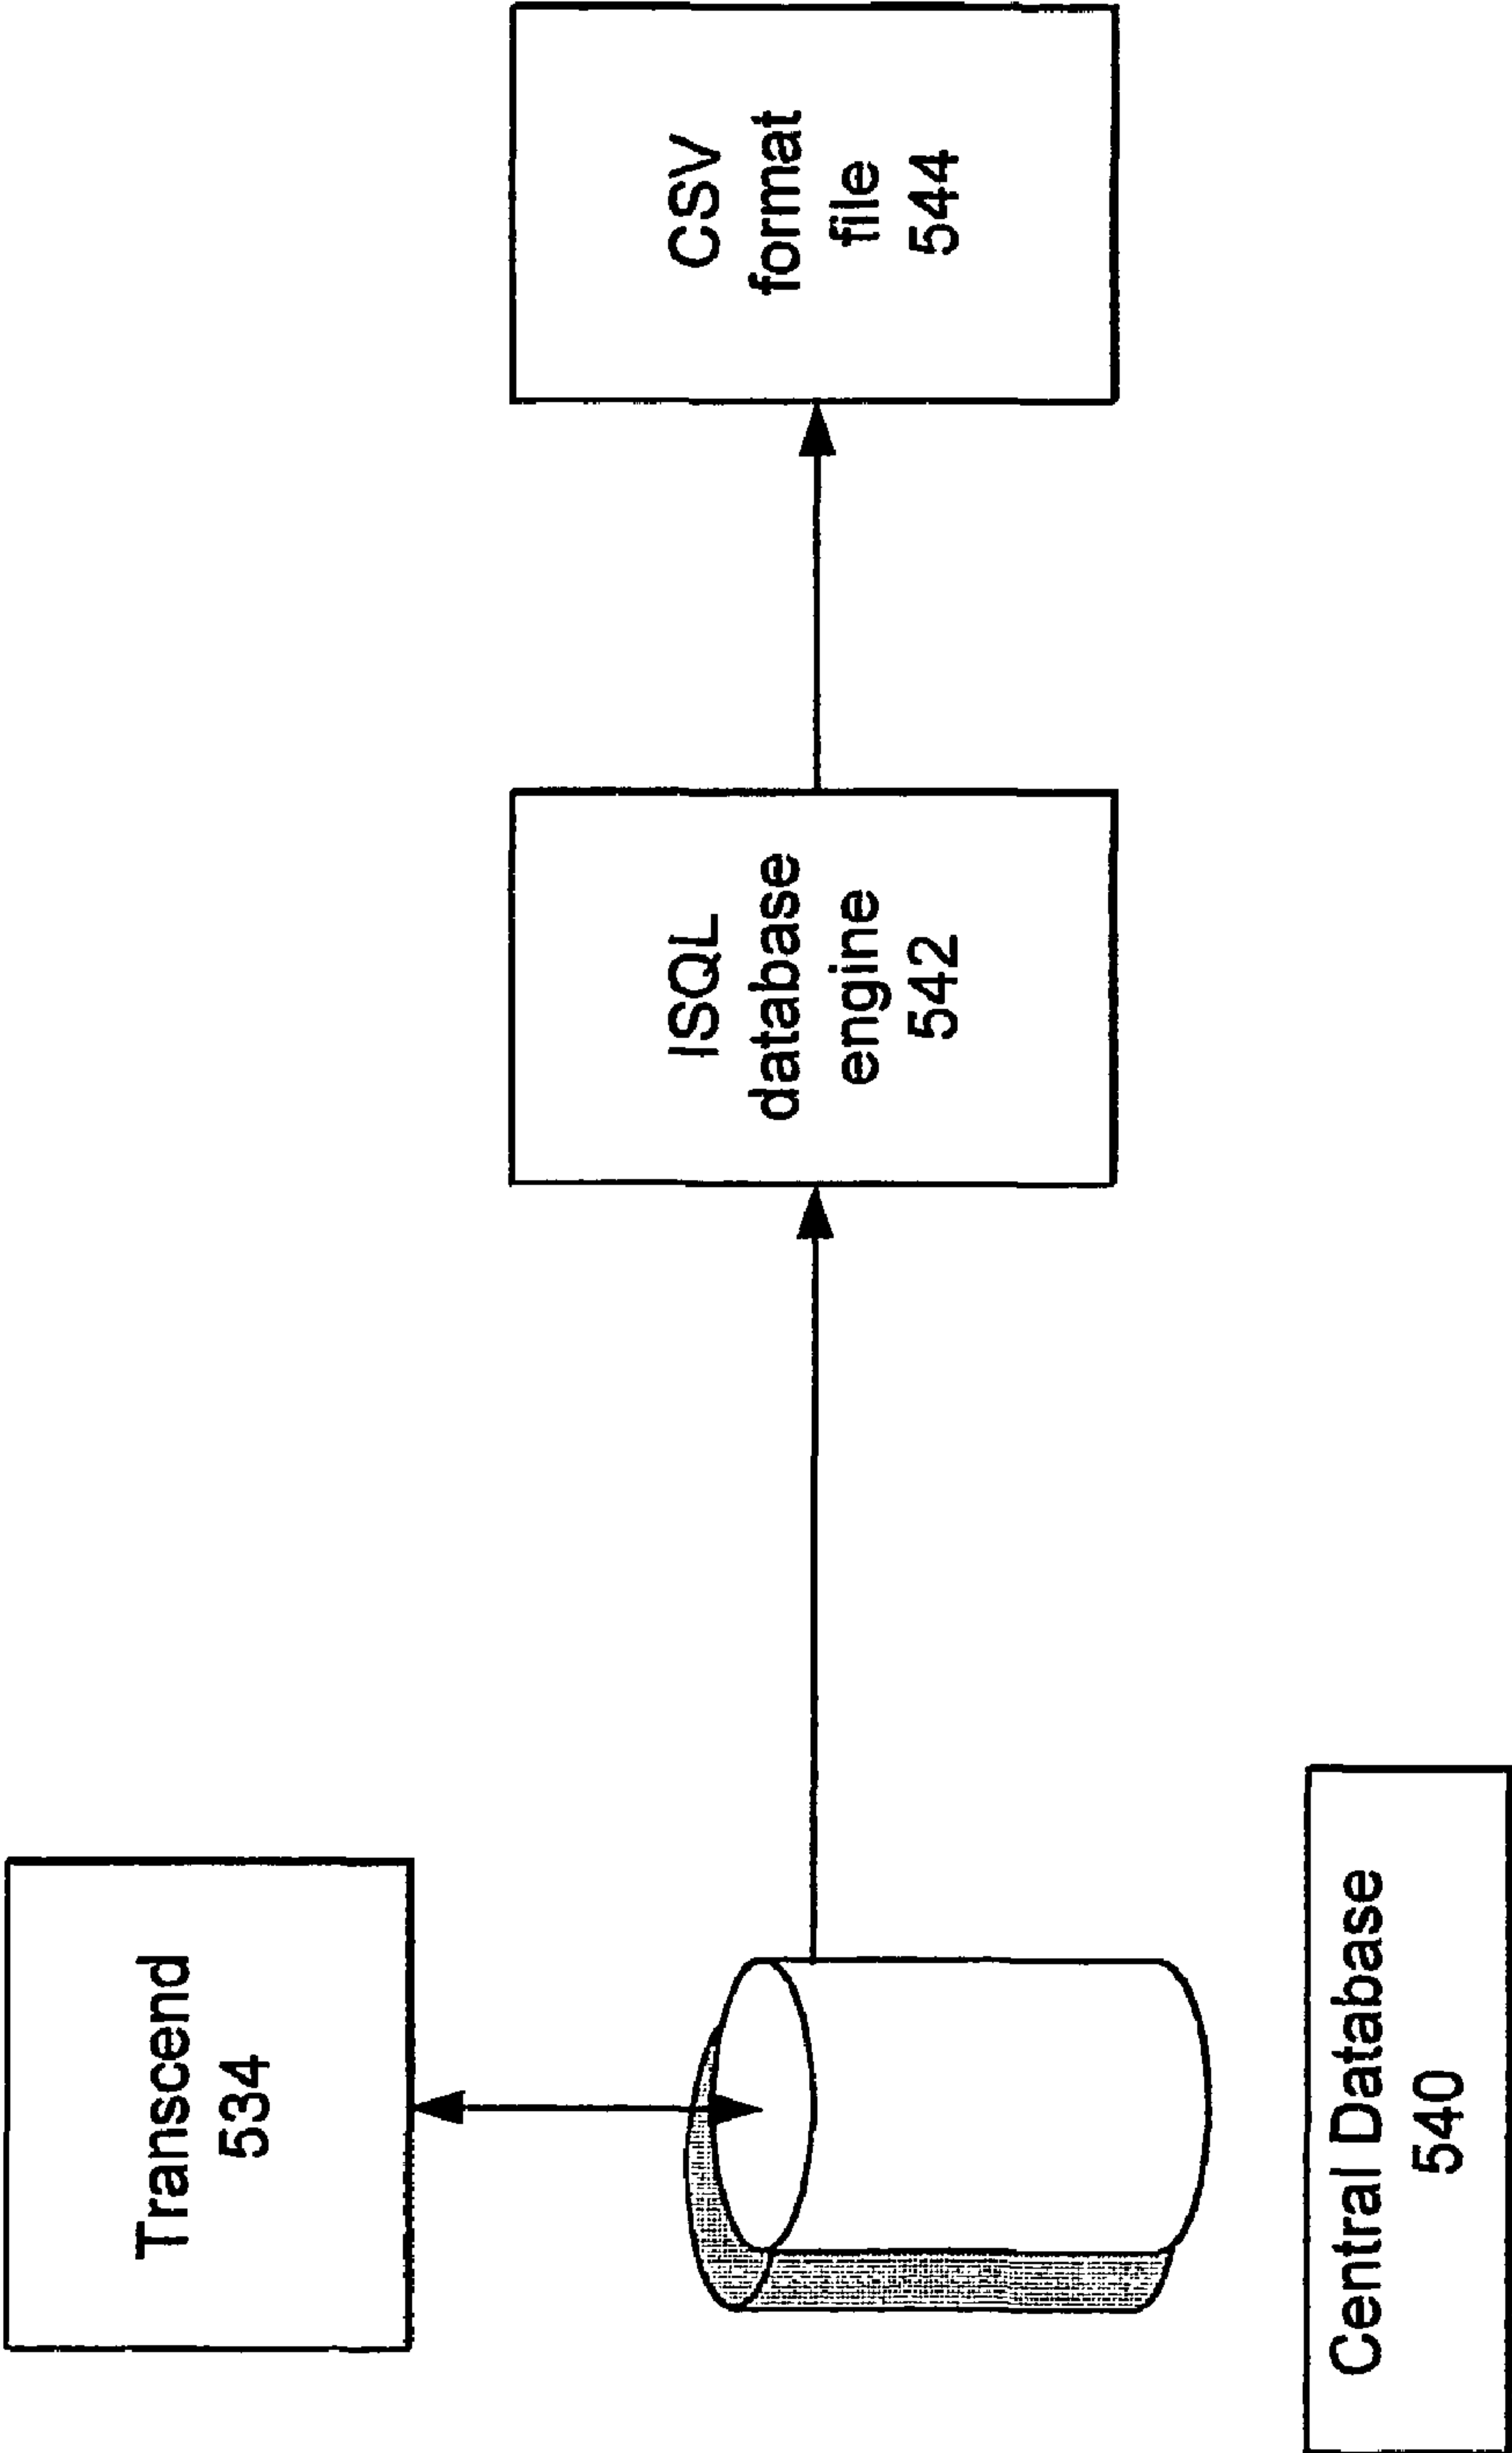 Transcend
534
Central Database
540
ISQL
database
engine
542
CSV
format
file
544